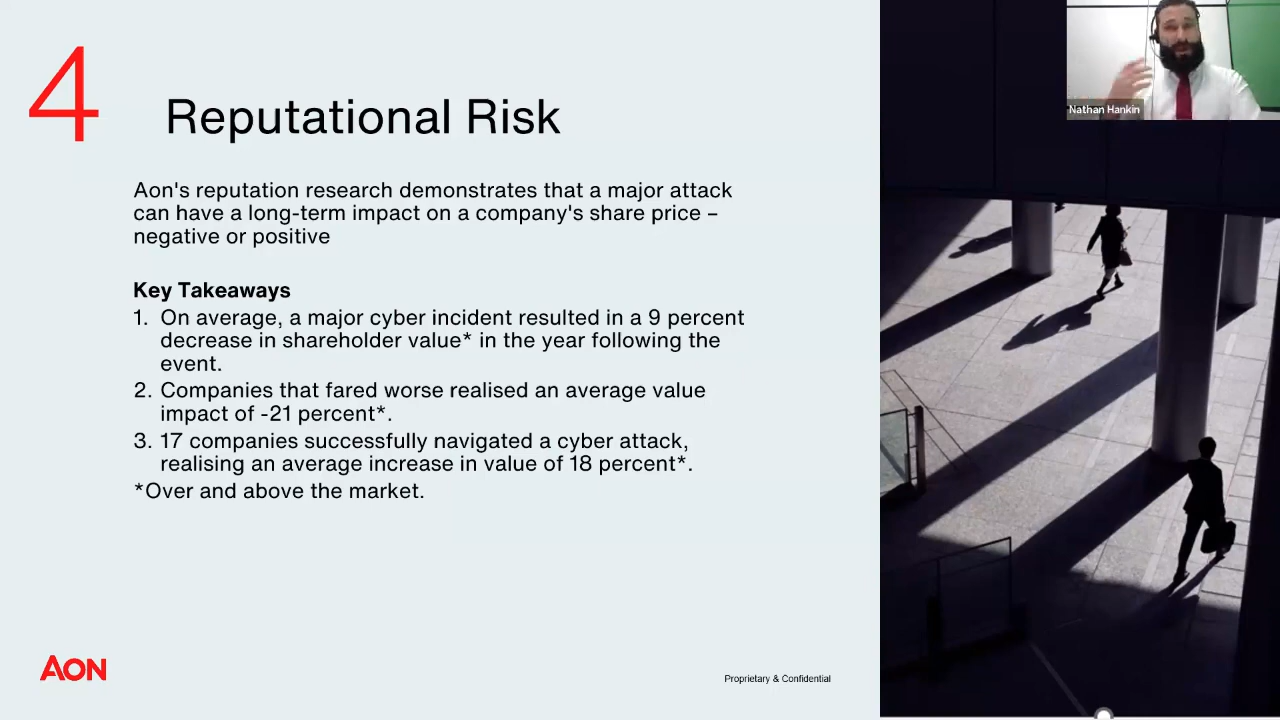 4
Reputational Risk
Aon's reputation research demonstrates that a major attack
can have a long-term impact on a company's share price –
negative or positive
Key Takeaways
1. On average, a major cyber incident resulted in a 9 percent
decrease in shareholder value* in the year following the
event.
2. Companies that fared worse realised an average value
impact of -21 percent*.
3. 17 companies successfully navigated a cyber attack,
realising an average increase in value of 18 percent*.
*Over and above the market.
AON
Proprietary & Confidential
Nathan Hankin